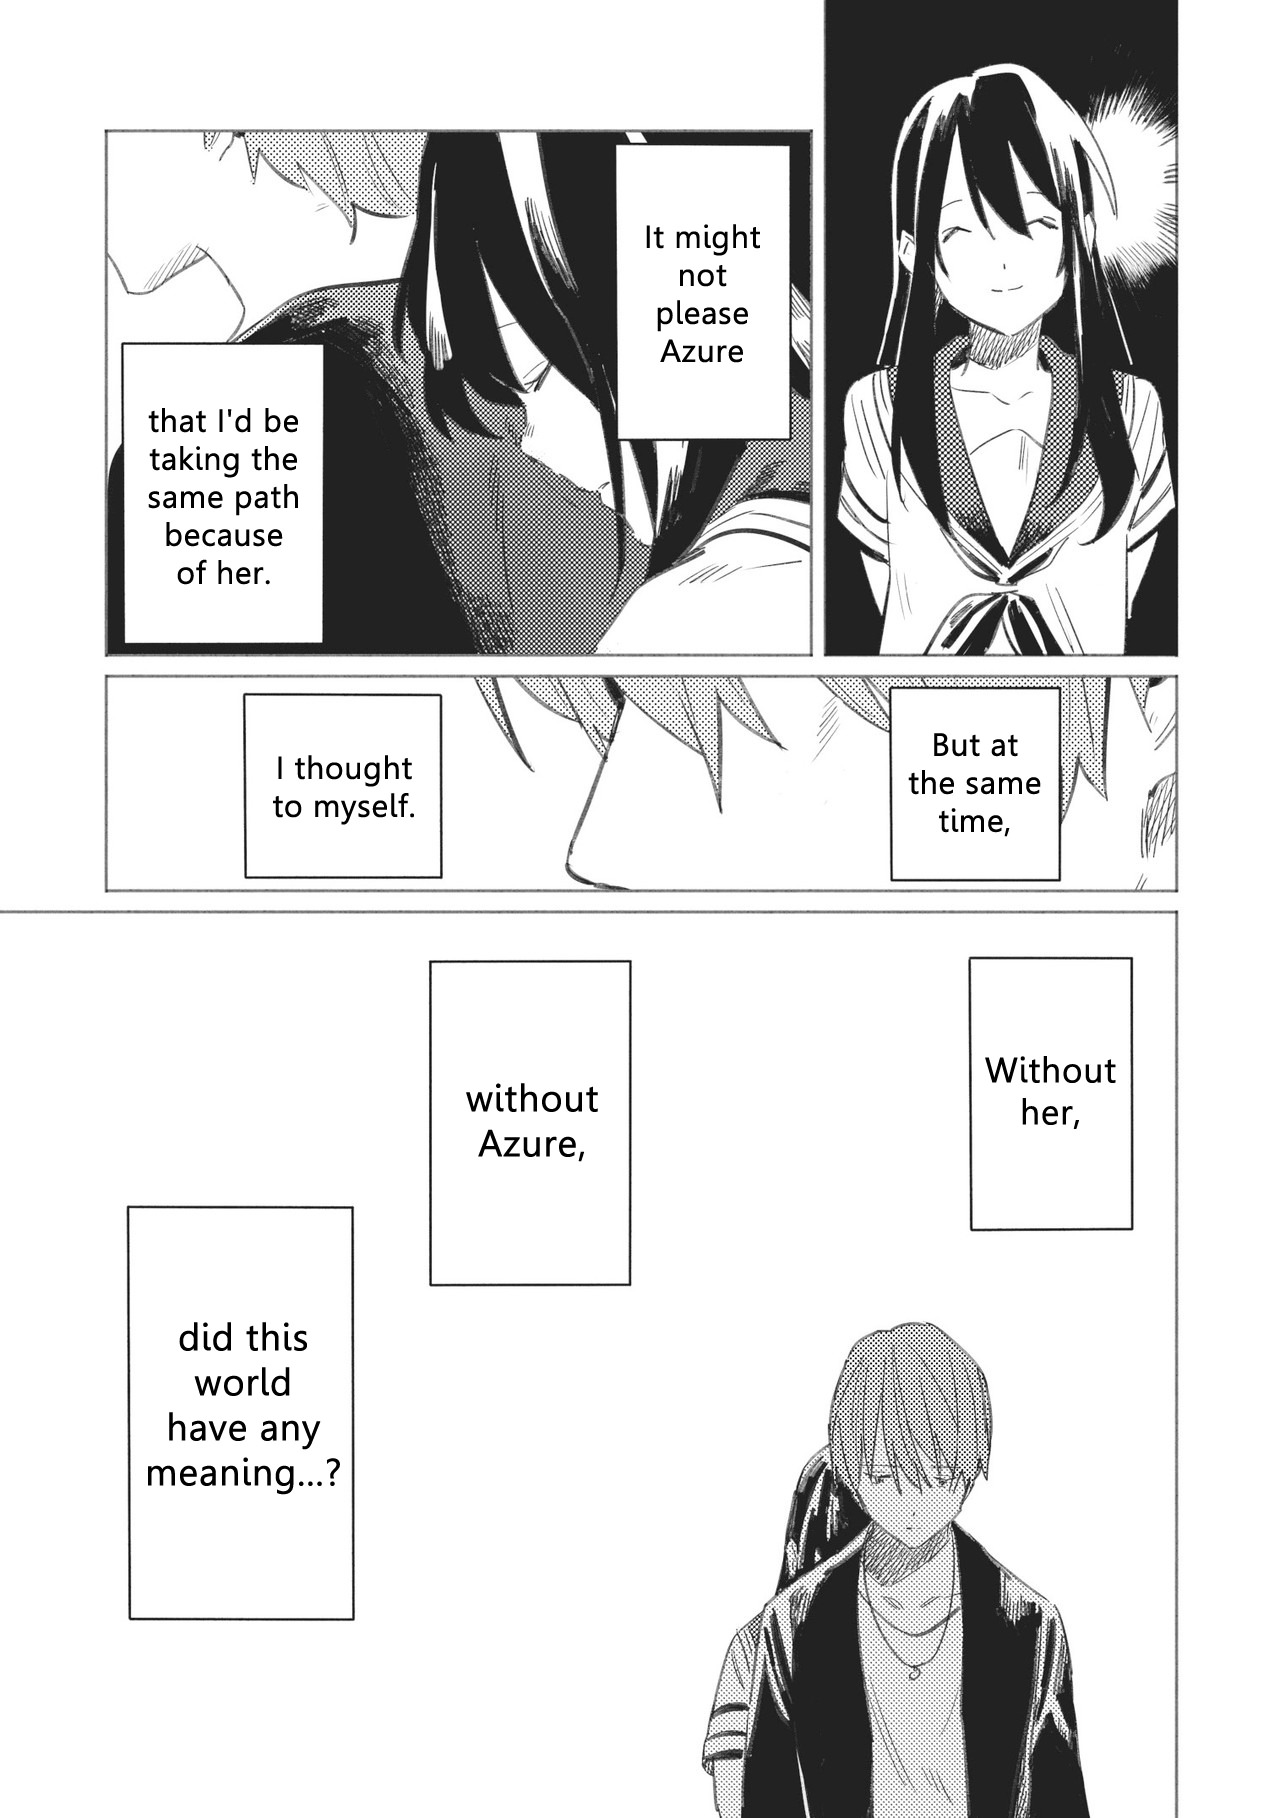 It might
not
please
Azure
that I'd be
taking the
same path
because
of her.
But at
the same
time,
I thought
to myself.
Without
her,
without
Azure,
did this
world
have any
meaning...?